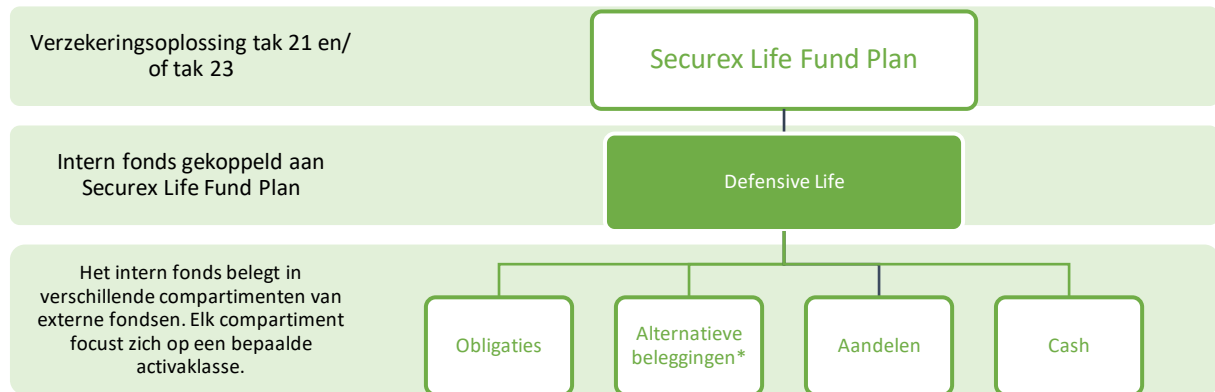 Verzekeringsoplossing tak 21 en/
of tak 23
Securex Life Fund Plan
Intern fonds gekoppeld aan
Securex Life Fund Plan
Defensive Life
Het intern fonds belegt in
verschillende compartimenten van
externe fondsen. Elk compartiment
focust zich op een bepaalde
activaklasse.
Obligaties
Alternatieve
beleggingen*
Aandelen
Cash